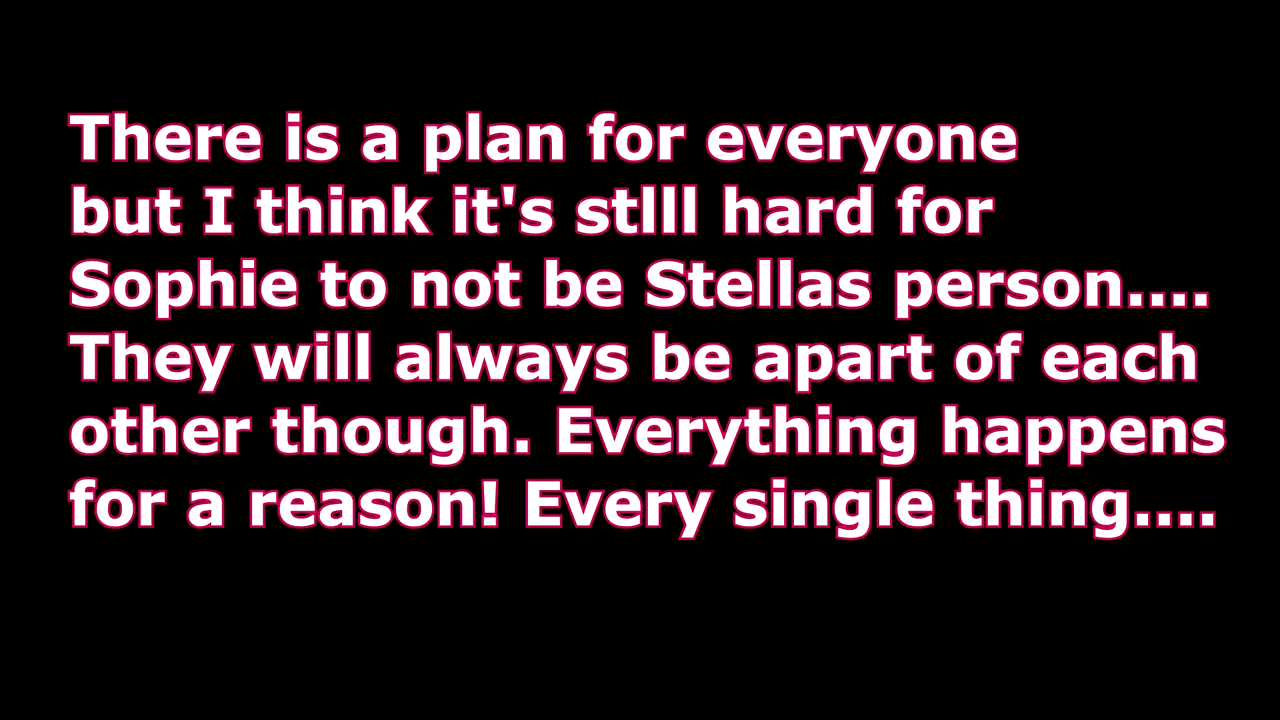 There is a plan for everyone
but I think it's stlll hard for
Sophie to not be Stellas person....
They will always be apart of each
other though. Everything happens
for a reason! Every single thing....